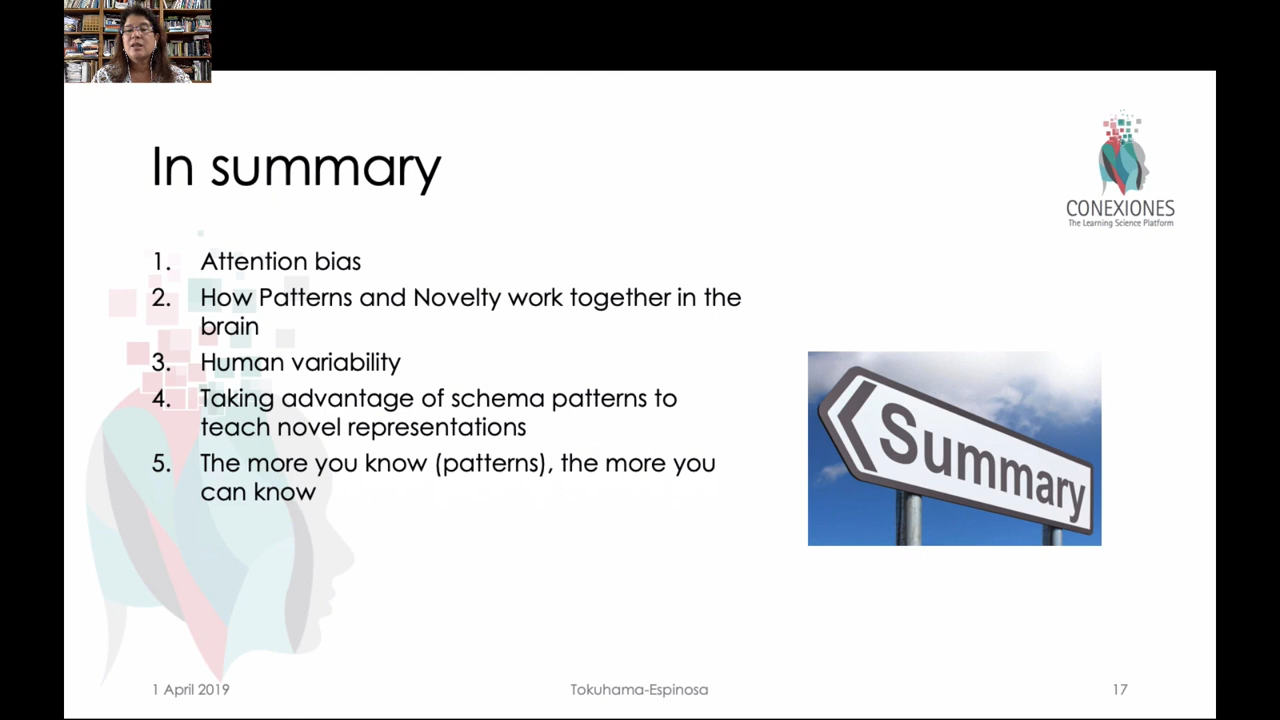 In summary
CONEXIONES
The Learning Science Platform
1. Attention bias
2. How Patterns and Novelty work together in the
brain
3. Human variability
4. Taking advantage of schema patterns to
teach novel representations
5. The more you know (patterns), the more you
can know
Summary
1 April 2019
Tokuhama-Espinosa
17